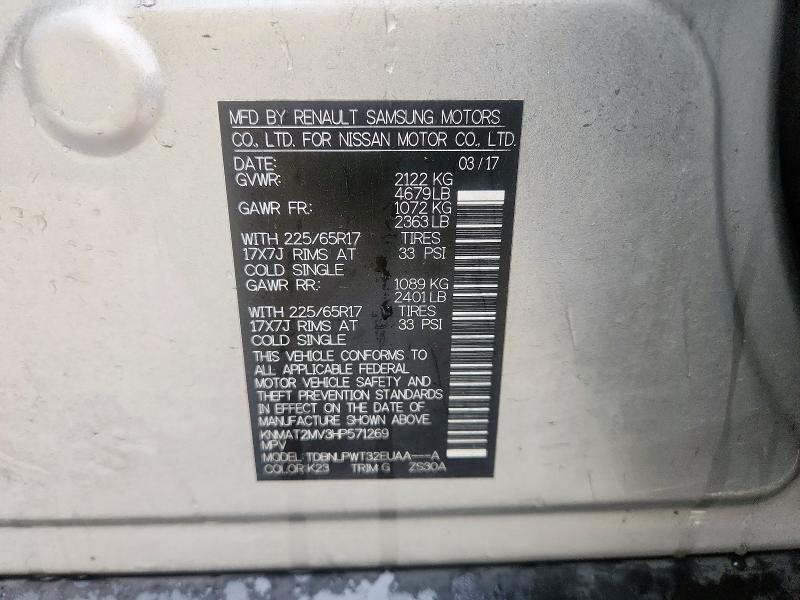 MFD BY RENAULT SAMSUNG MOTORS
CO., LTD. FOR NISSAN MOTOR CO., LTD.
DATE: 03/17
GVWR: 2122 KG
4679 LB
GAWR FR: 1072 KG
2363 LB
WITH 225/65R17 TIRES
17X7J RIMS AT 33 PSI
COLD SINGLE
GAWR RR: 1089 KG
2401 LB
WITH 225/65R17 TIRES
17X7J RIMS AT 33 PSI
COLD SINGLE
THIS VEHICLE CONFORMS TO
ALL APPLICABLE FEDERAL
MOTOR VEHICLE SAFETY AND
THEFT PREVENTION STANDARDS
IN EFFECT ON THE DATE OF
MANUFACTURE SHOWN ABOVE.
KNMAT2MV3HP571269
MPV
MODEL: TDBNLPWT32EUAA---A
COLOR: K23 TRIM: G ZS30A